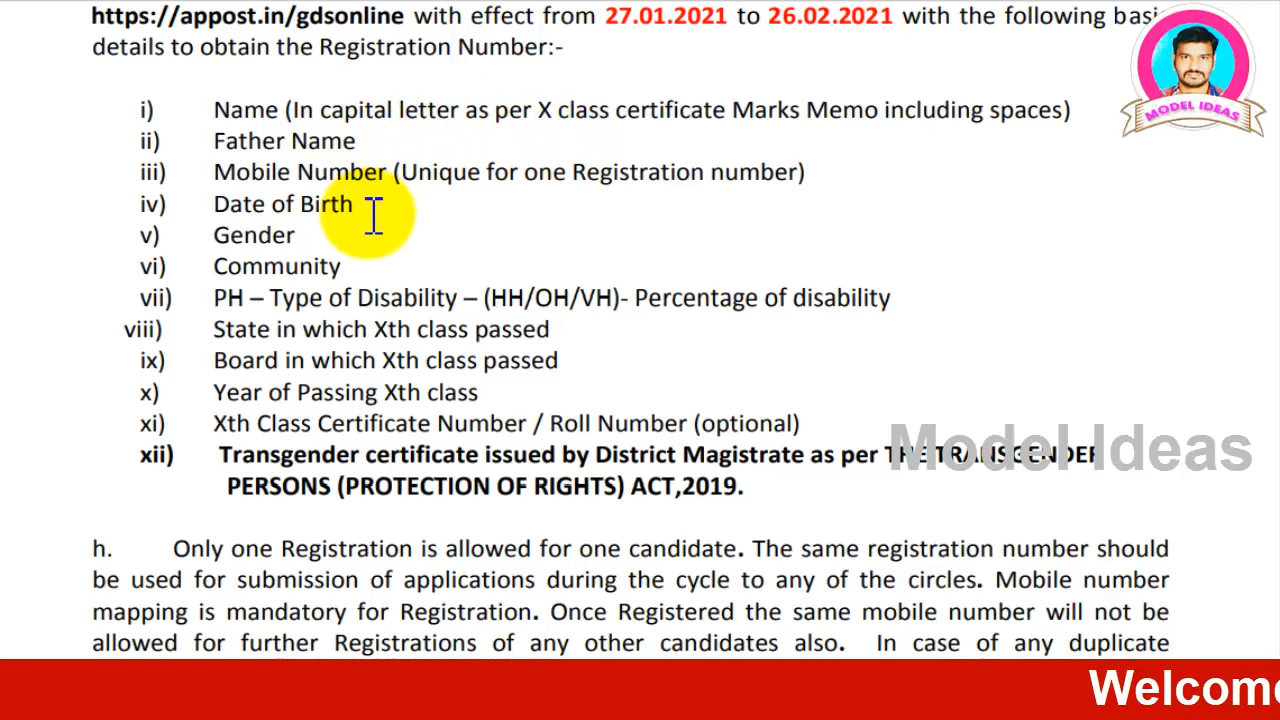 https://appost.in/gdsonline with effect from 27.01.2021 to 26.02.2021 with the following basic
details to obtain the Registration Number:-
MODEL IDEAS
i) Name (In capital letter as per X class certificate Marks Memo including spaces)
ii) Father Name
iii) Mobile Number (Unique for one Registration number)
iv) Date of Birth
v) Gender
vi) Community
vii) PH – Type of Disability – (HH/OH/VH)- Percentage of disability
viii) State in which Xth class passed
ix) Board in which Xth class passed
x) Year of Passing Xth class
xi) Xth Class Certificate Number / Roll Number (optional)
xii) Transgender certificate issued by District Magistrate as per THE TRANSGENDER
PERSONS (PROTECTION OF RIGHTS) ACT,2019.
Model Ideas
h. Only one Registration is allowed for one candidate. The same registration number should
be used for submission of applications during the cycle to any of the circles. Mobile number
mapping is mandatory for Registration. Once Registered the same mobile number will not be
allowed for further Registrations of any other candidates also. In case of any duplicate
Welcome